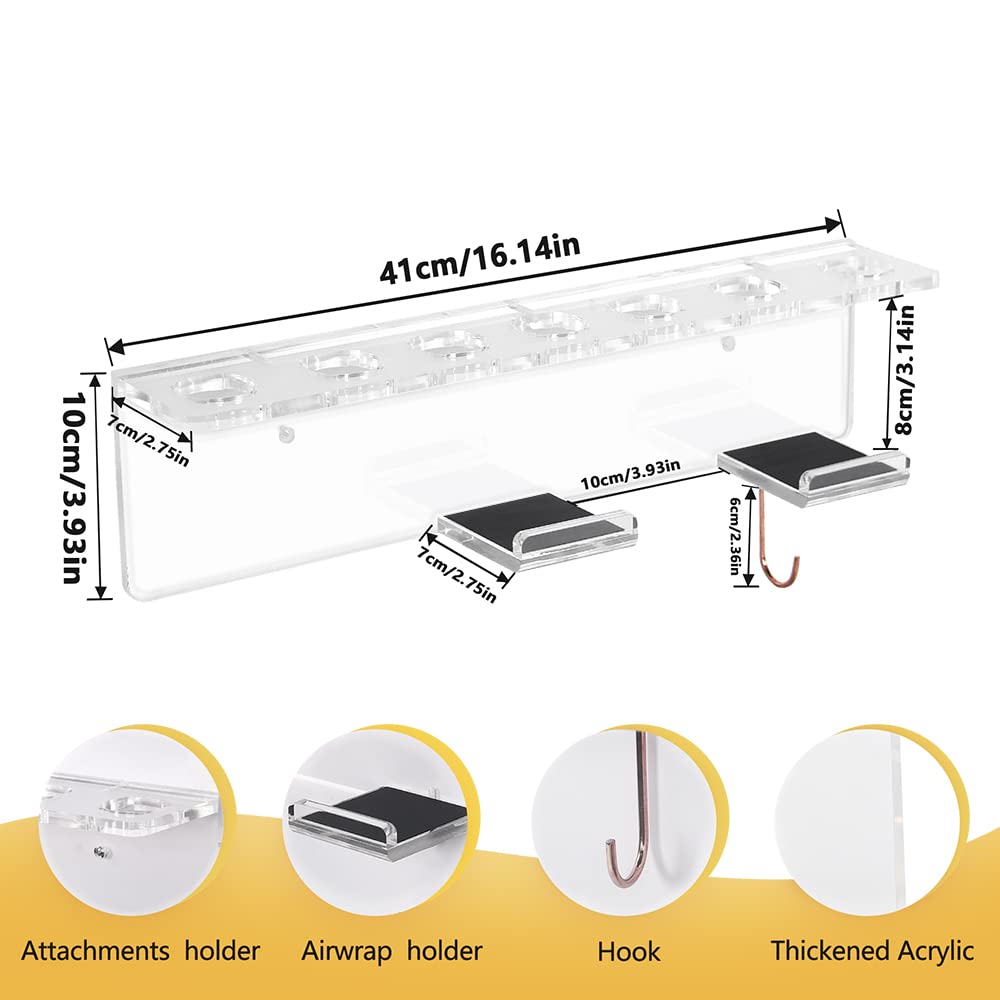 41cm/16.14in
10cm/3.93in
7cm/2.75in
8cm/3.14in
10cm/3.93in
7cm/2.75in
6cm/2.36in
Attachments holder
Airwrap holder
Hook
Thickened Acrylic